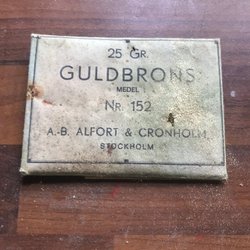 25 GR.
GULDBRONS
MEDEL
NR. 152
A.-B. ALFORT & CRONHOLM
STOCKHOLM